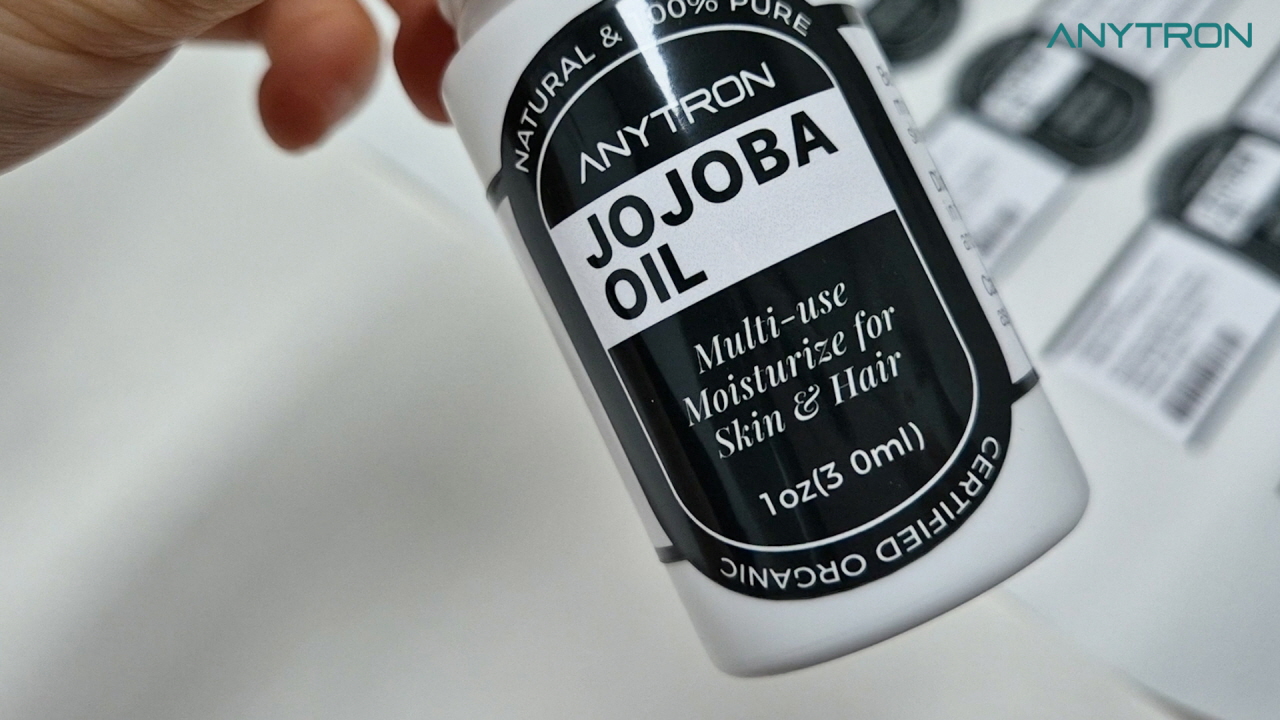 ANYTRON
NATURAL & 100% PURE
ANYTRON
JOJOBA
OIL
Multi-use
Moisturize for
Skin & Hair
1oz(3 0ml)
CERTIFIED ORGANIC